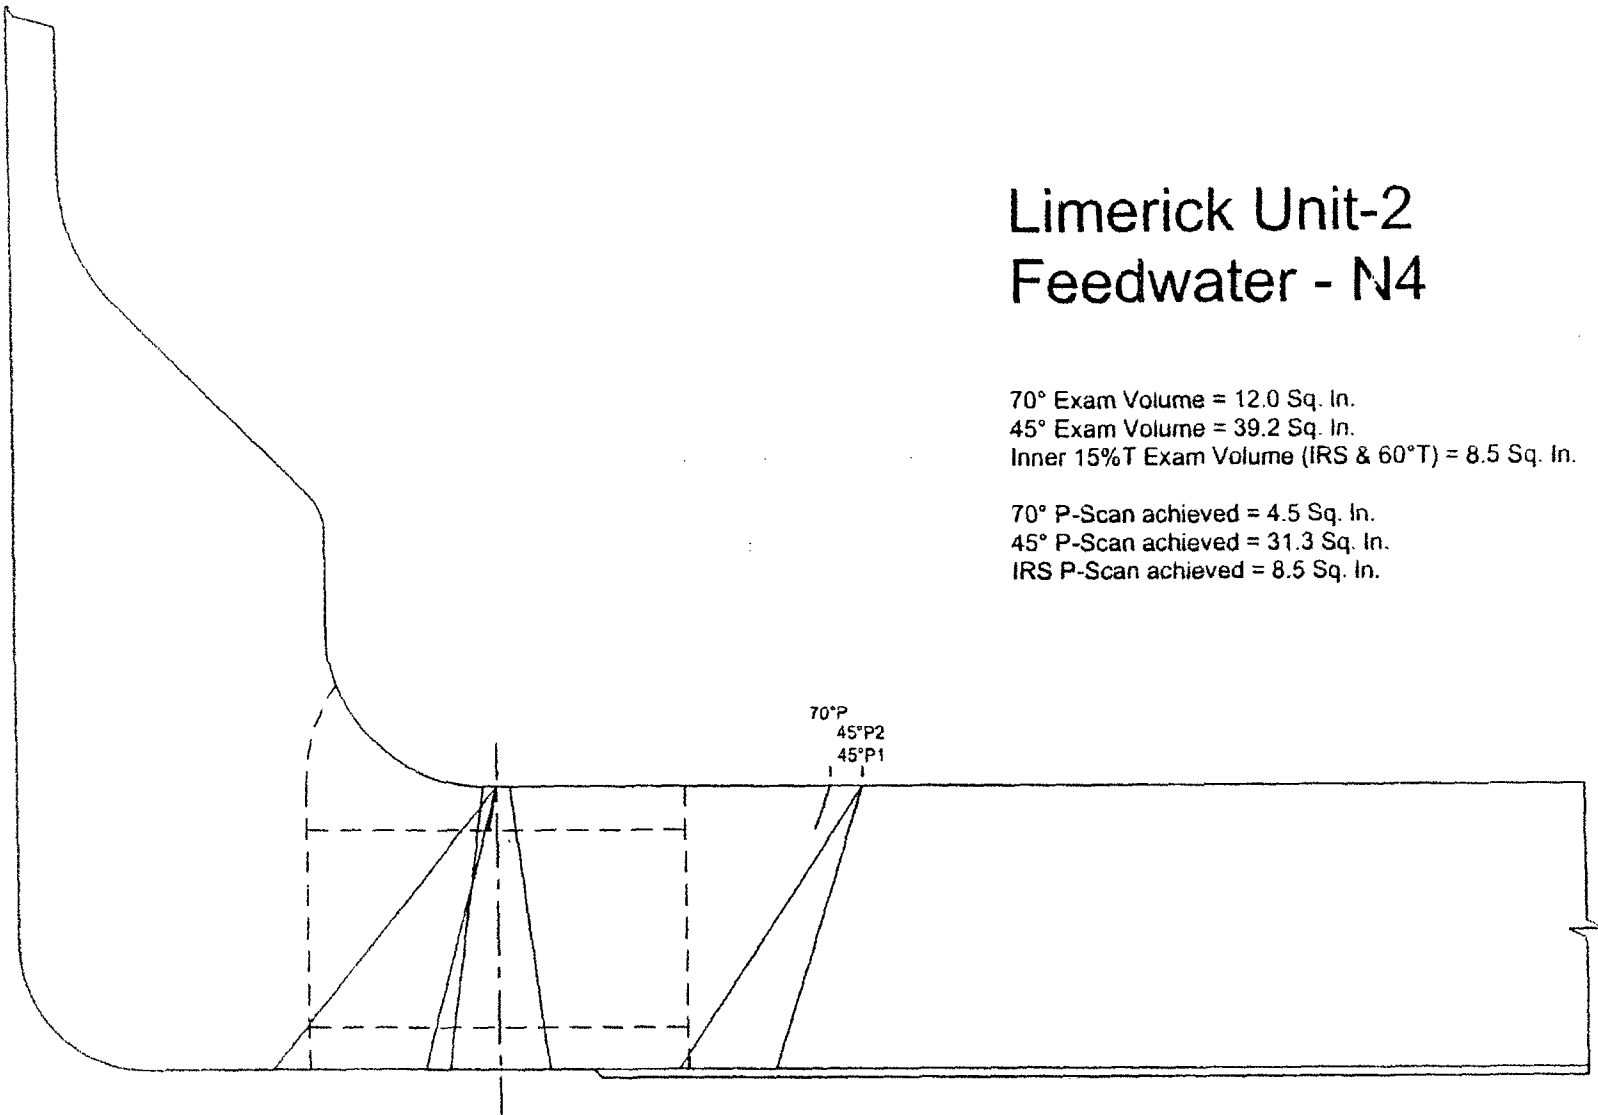 Limerick Unit-2
Feedwater - N4
70° Exam Volume = 12.0 Sq. In.
45° Exam Volume = 39.2 Sq. In.
Inner 15%T Exam Volume (IRS & 60°T) = 8.5 Sq. In.
70° P-Scan achieved = 4.5 Sq. In.
45° P-Scan achieved = 31.3 Sq. In.
IRS P-Scan achieved = 8.5 Sq. In.
70°P
45°P2
45°P1